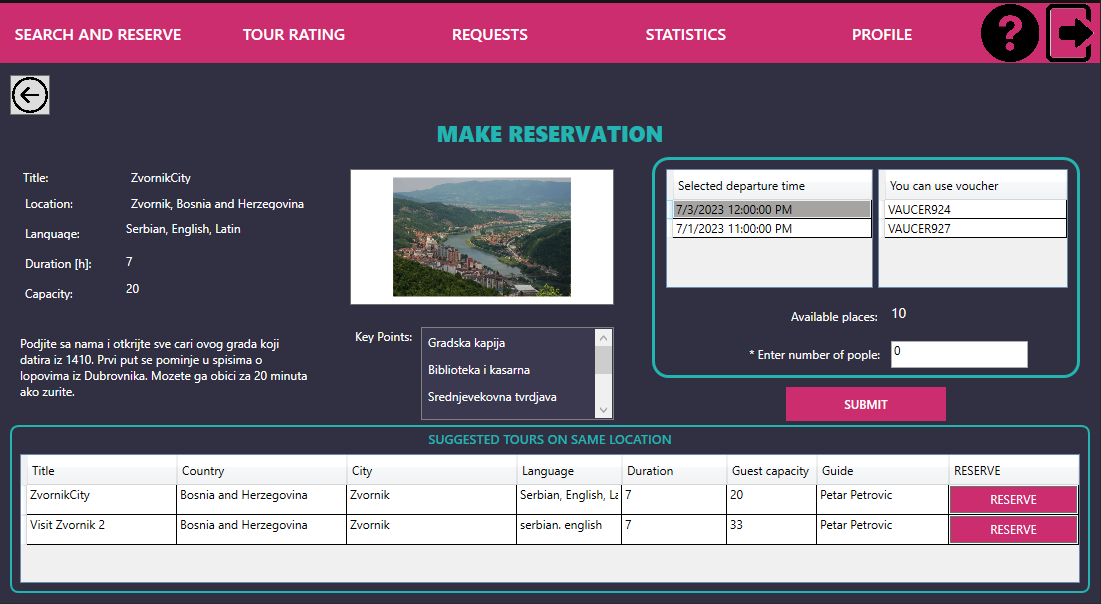 SEARCH AND RESERVE TOUR RATING REQUESTS STATISTICS PROFILE ?
MAKE RESERVATION
Title: ZvornikCity
Location: Zvornik, Bosnia and Herzegovina
Language: Serbian, English, Latin
Duration [h]: 7
Capacity: 20
Podjite sa nama i otkrijte sve cari ovog grada koji
datira iz 1410. Prvi put se pominje u spisima o
lopovima iz Dubrovnika. Mozete ga obici za 20 minuta
ako zurite.
Key Points:
Gradska kapija
Biblioteka i kasarna
Srednjevekovna tvrdjava
Selected departure time
7/3/2023 12:00:00 PM
7/1/2023 11:00:00 PM
You can use voucher
VAUCER924
VAUCER927
Available places: 10
* Enter number of pople: 0
SUBMIT
SUGGESTED TOURS ON SAME LOCATION
Title Country City Language Duration Guest capacity Guide RESERVE
ZvornikCity Bosnia and Herzegovina Zvornik Serbian, English, La 7 20 Petar Petrovic RESERVE
Visit Zvornik 2 Bosnia and Herzegovina Zvornik serbian. english 7 33 Petar Petrovic RESERVE